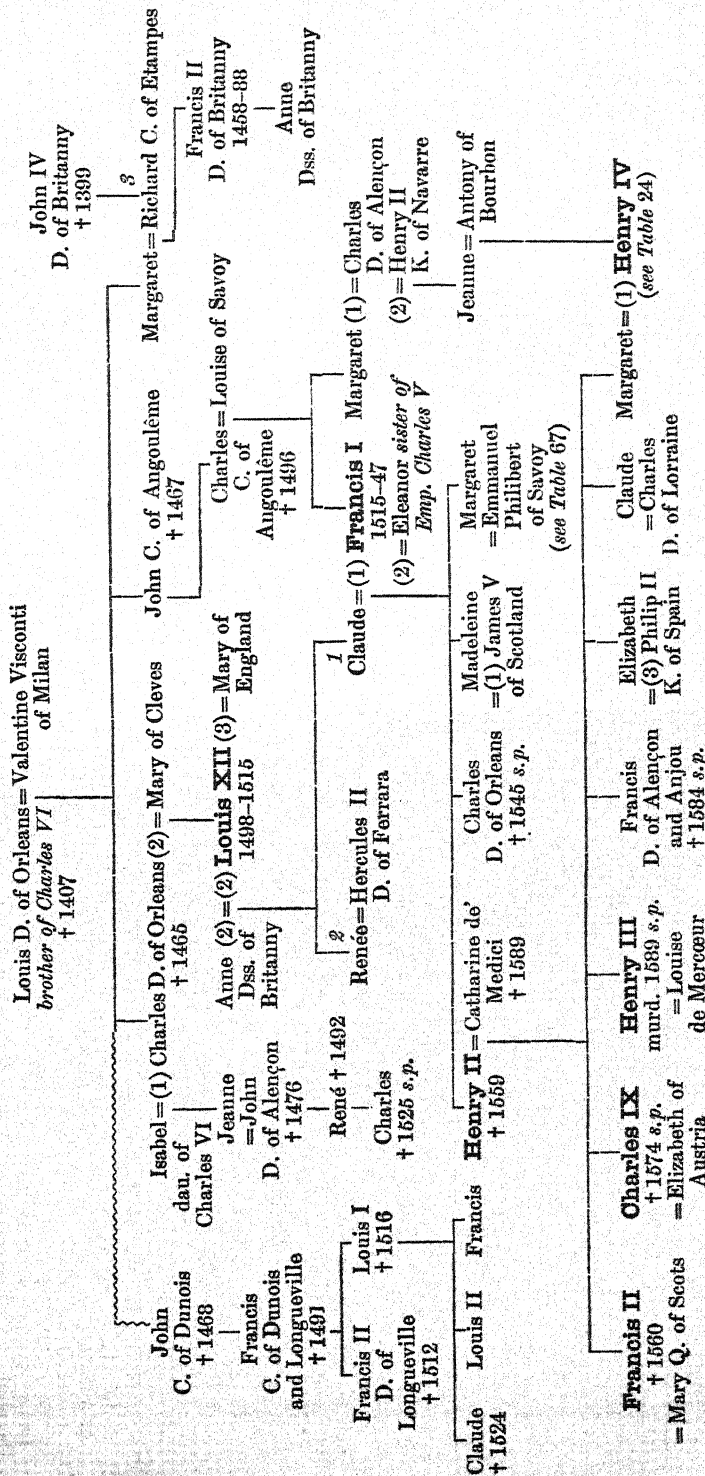 Louis D. of Orleans=Valentine Visconti
brother of Charles VI of Milan
†1407
John IV
D. of Britanny
†1399
3
John
C. of Dunois
†1468
Isabel=(1) Charles D. of Orleans (2)=Mary of Cleves
dau. of †1465
Charles VI
John C. of Angoulême
†1467
Margaret=Richard C. of Etampes
Francis
C. of Dunois
and Longueville
†1491
Jeanne
=John
D. of Alençon
†1476
Anne (2)=(2) Louis XII (3)=Mary of
Dss. of 1498–1515 England
Britanny
Charles=Louise of Savoy
C. of
Angoulême
†1496
Francis II
D. of Britanny
1458–88
Anne
Dss. of Britanny
Francis II
D. of
Longueville
†1512
Louis I
†1516
René †1492
Charles
†1525 s.p.
2
Renée=Hercules II
D. of Ferrara
1
Claude=(1) Francis I
1515–47
(2)=Eleanor sister of
Emp. Charles V
Margaret (1)=Charles
D. of Alençon
(2)=Henry II
K. of Navarre
Claude
†1524
Louis II
Francis
Henry II=Catharine de'
†1559 Medici
†1589
Charles
D. of Orleans
†1545 s.p.
Madeleine
=(1) James V
of Scotland
Margaret
=Emmanuel
Philibert
of Savoy
(see Table 67)
Jeanne=Antony of
Bourbon
Francis II
†1560
=Mary Q. of Scots
Charles IX
†1574 s.p.
=Elizabeth of
Austria
Henry III
murd. 1589 s.p.
=Louise
de Mercœur
Francis
D. of Alençon
and Anjou
†1584 s.p.
Elizabeth
=(3) Philip II
K. of Spain
Claude
=Charles
D. of Lorraine
Margaret=(1) Henry IV
(see Table 24)